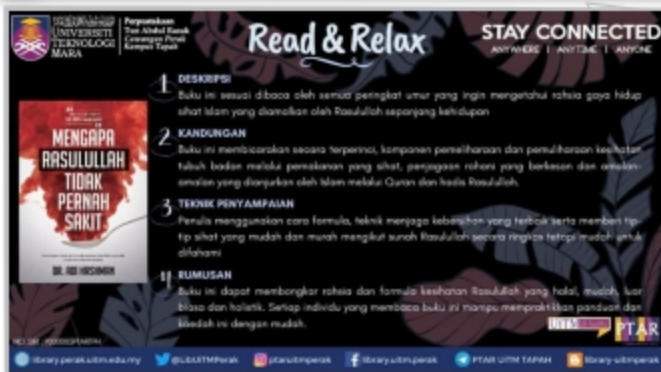 UNIVERSITI
TEKNOLOGI
MARA
Perpustakaan
Tun Abdul Razak
Cawangan Perak
Kampus Tapah
Read & Relax
STAY CONNECTED
ANYWHERE | ANYTIME | ANYONE
1 DESKRIPSI
Buku ini sesuai dibaca oleh semua peringkat umur yang ingin mengetahui rahsia gaya hidup
sihat Islam yang diamalkan oleh Rasulullah sepanjang kehidupan
2 KANDUNGAN
Buku ini membicarakan secara terperinci, komponen pemeliharaan dan pemuliharaan kesihatan
tubuh badan melalui pemakanan yang sihat, penjagaan rohani yang berkesan dan amalan-
amalan yang dianjurkan oleh Islam melalui Quran dan hadis Rasulullah.
3 TEKNIK PENYAMPAIAN
Penulis menggunakan cara formula, teknik menjaga kebersihan yang terbaik serta memberi tip-
tip sihat yang mudah dan murah mengikut sunah Rasulullah secara ringkas tetapi mudah untuk
difahami
4 RUMUSAN
Buku ini dapat membongkar rahsia dan formula kesihatan Rasulullah yang halal, mudah, luar
biasa dan holistik. Setiap individu yang membaca buku ini mampu mempraktikkan panduan dan
kaedah ini dengan mudah.
MENGAPA
RASULULLAH
TIDAK
PERNAH
SAKIT
DR. ADI HASHMAN
UiTM
PTAR
library.perak.uitm.edu.my
@LibUiTMPerak
ptaruitmperak
library.uitm.perak
PTAR UITM TAPAH
library-uitmperak